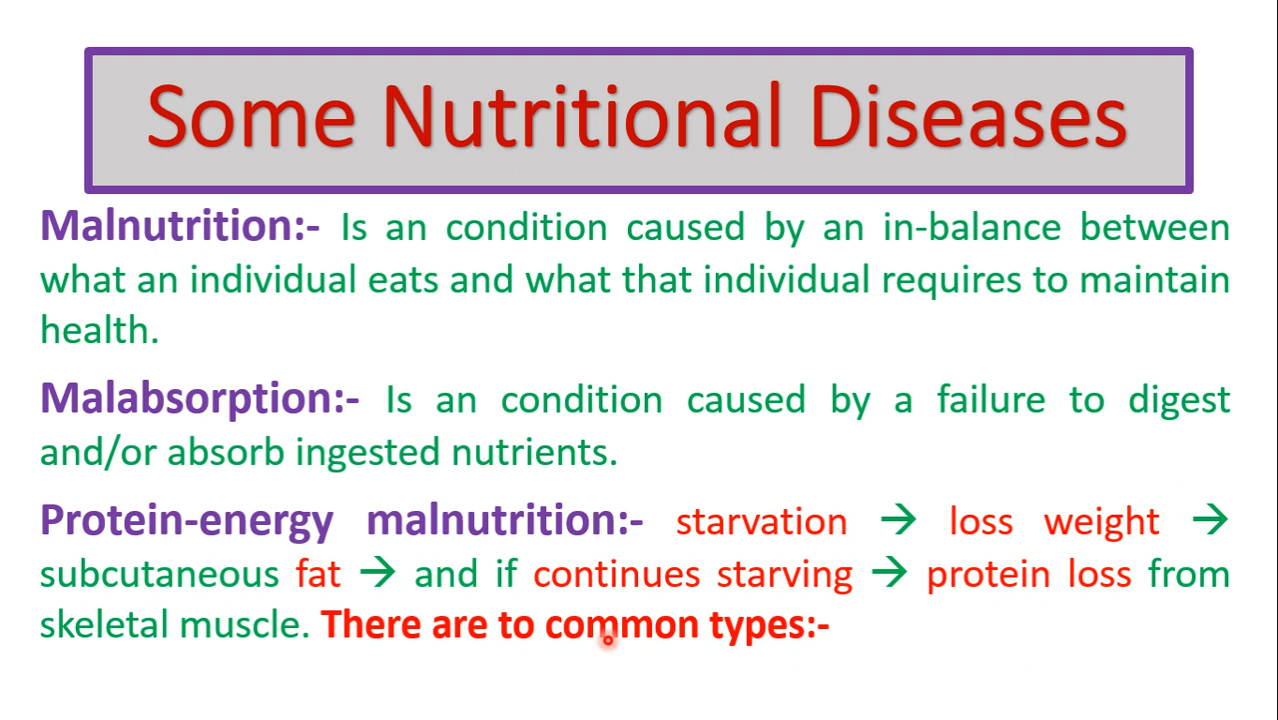 Some Nutritional Diseases
Malnutrition:- Is an condition caused by an in-balance between
what an individual eats and what that individual requires to maintain
health.
Malabsorption:- Is an condition caused by a failure to digest
and/or absorb ingested nutrients.
Protein-energy malnutrition:- starvation → loss weight →
subcutaneous fat → and if continues starving → protein loss from
skeletal muscle. There are to common types:-